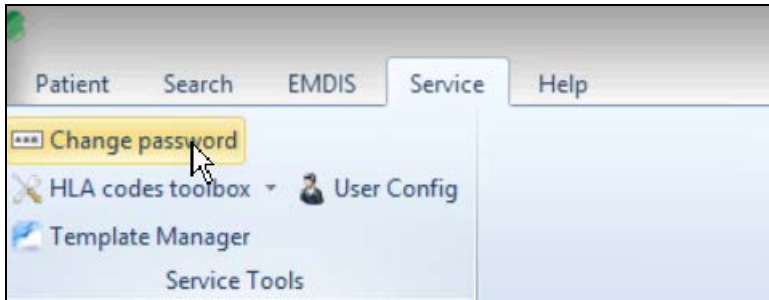 Patient Search EMDIS Service Help
Change password
HLA codes toolbox User Config
Template Manager
Service Tools